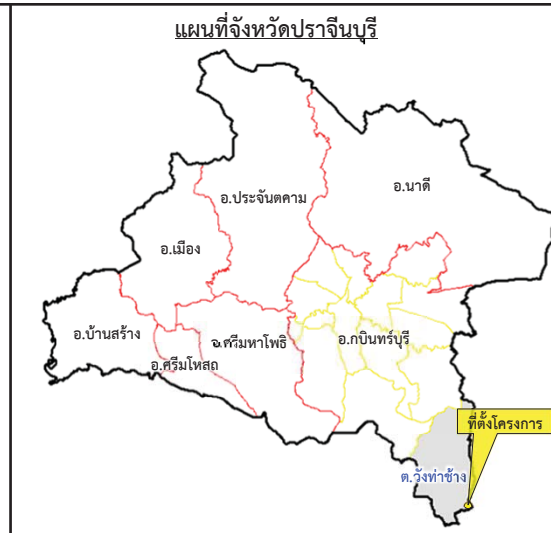 แผนที่จังหวัดปราจีนบุรี
อ.นาดี
อ.ประจันตคาม
อ.เมือง
อ.บ้านสร้าง
อ.ศรีมหาโพธิ
อ.กบินทร์บุรี
อ.ศรีมโหสถ
ที่ตั้งโครงการ
ต.วังท่าช้าง